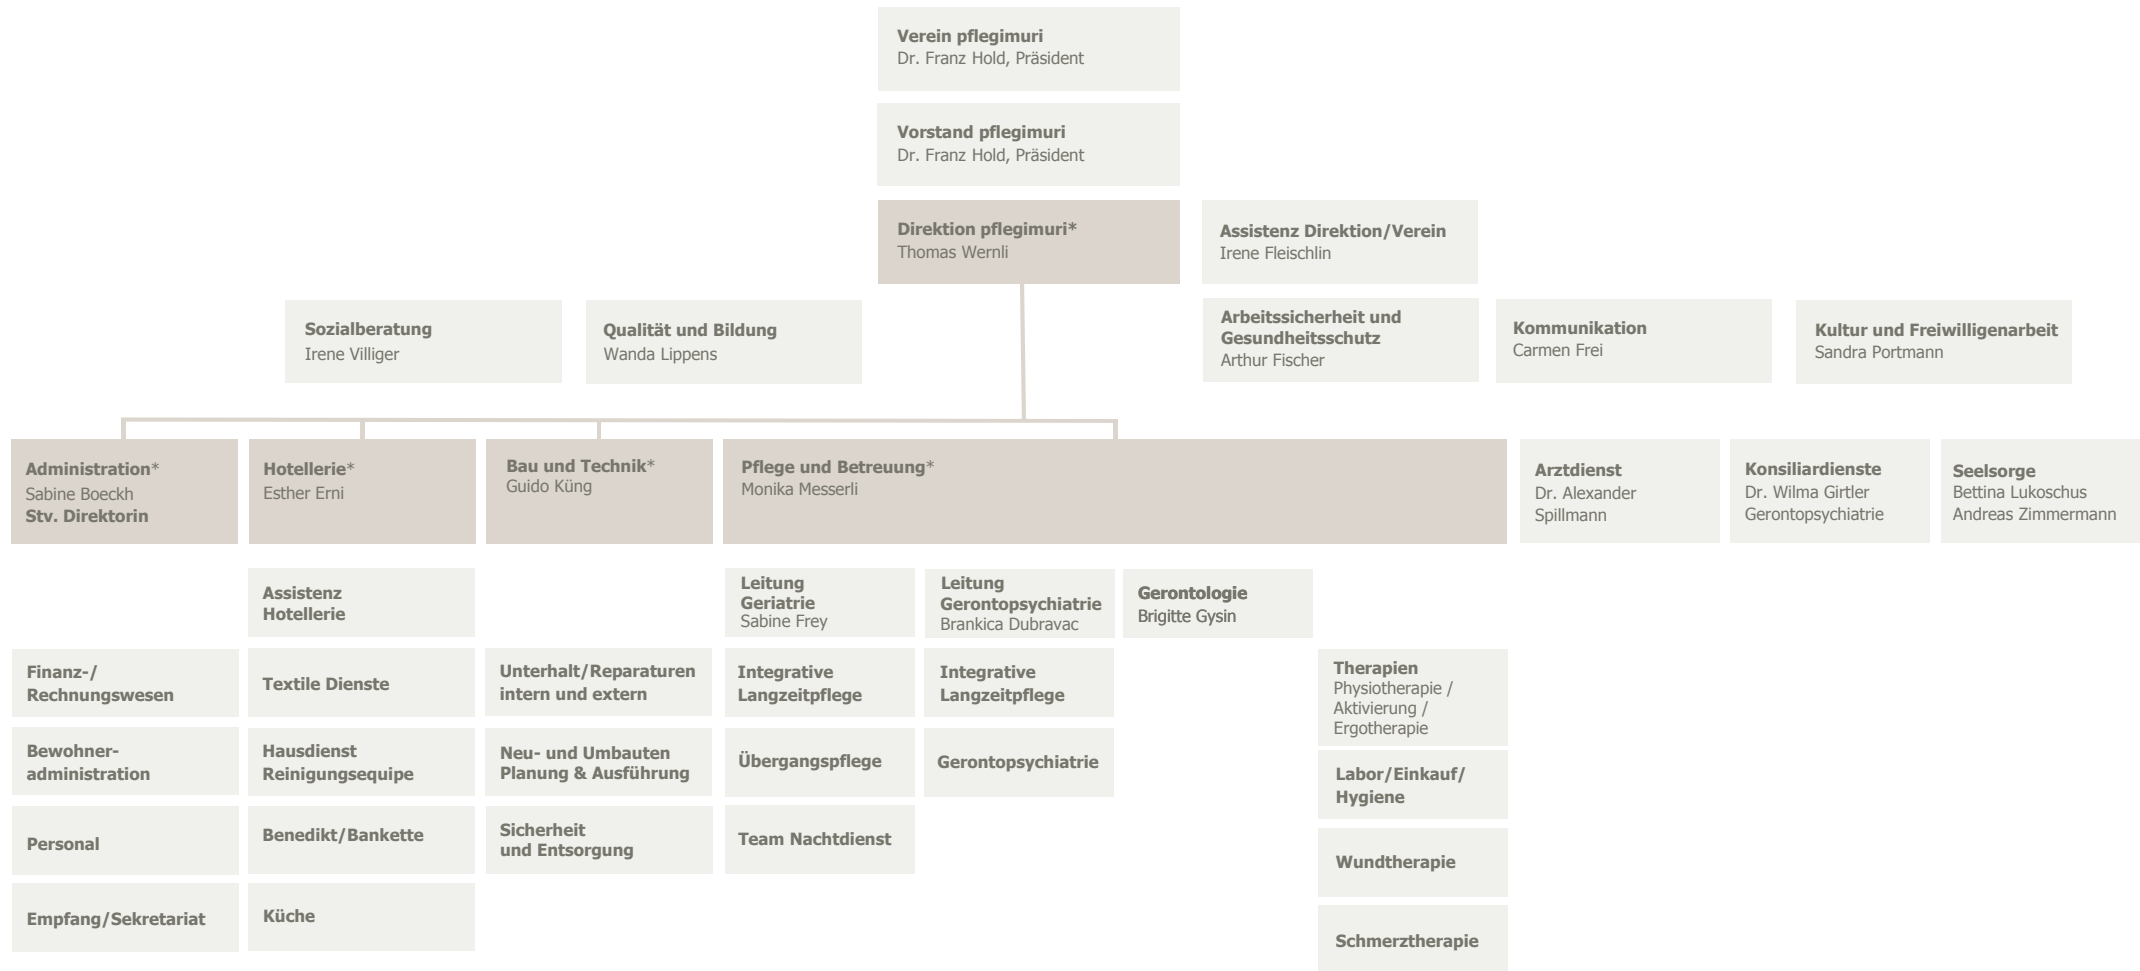 Verein pflegimuri
Dr. Franz Hold, Präsident
Vorstand pflegimuri
Dr. Franz Hold, Präsident
Direktion pflegimuri*
Thomas Wernli
Assistenz Direktion/Verein
Irene Fleischlin
Sozialberatung
Irene Villiger
Qualität und Bildung
Wanda Lippens
Arbeitssicherheit und
Gesundheitsschutz
Arthur Fischer
Kommunikation
Carmen Frei
Kultur und Freiwilligenarbeit
Sandra Portmann
Administration*
Sabine Boeckh
Stv. Direktorin
Hotellerie*
Esther Erni
Bau und Technik*
Guido Küng
Pflege und Betreuung*
Monika Messerli
Arztdienst
Dr. Alexander
Spillmann
Konsiliardienste
Dr. Wilma Girtler
Gerontopsychiatrie
Seelsorge
Bettina Lukoschus
Andreas Zimmermann
Assistenz
Hotellerie
Leitung
Geriatrie
Sabine Frey
Leitung
Gerontopsychiatrie
Brankica Dubravac
Gerontologie
Brigitte Gysin
Finanz-/
Rechnungswesen
Textile Dienste
Unterhalt/Reparaturen
intern und extern
Integrative
Langzeitpflege
Integrative
Langzeitpflege
Therapien
Physiotherapie /
Aktivierung /
Ergotherapie
Bewohner-
administration
Hausdienst
Reinigungsequipe
Neu- und Umbauten
Planung & Ausführung
Übergangspflege
Gerontopsychiatrie
Labor/Einkauf/
Hygiene
Personal
Benedikt/Bankette
Sicherheit
und Entsorgung
Team Nachtdienst
Wundtherapie
Empfang/Sekretariat
Küche
Schmerztherapie